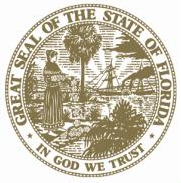 GREAT SEAL OF THE STATE OF FLORIDA
IN GOD WE TRUST